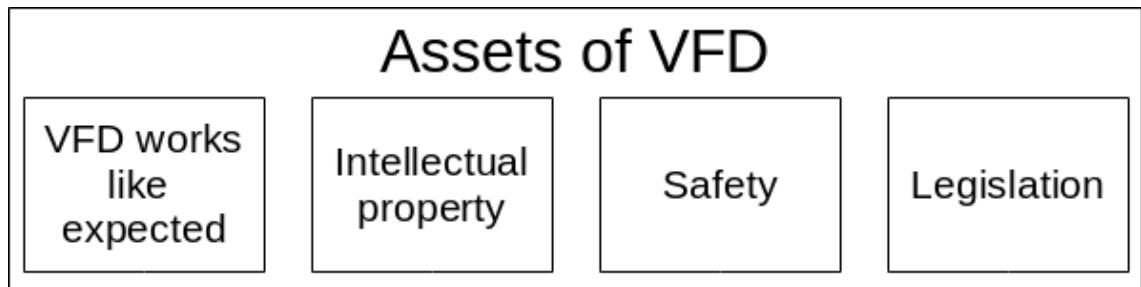 Assets of VFD
VFD works
like
expected
Intellectual
property
Safety
Legislation